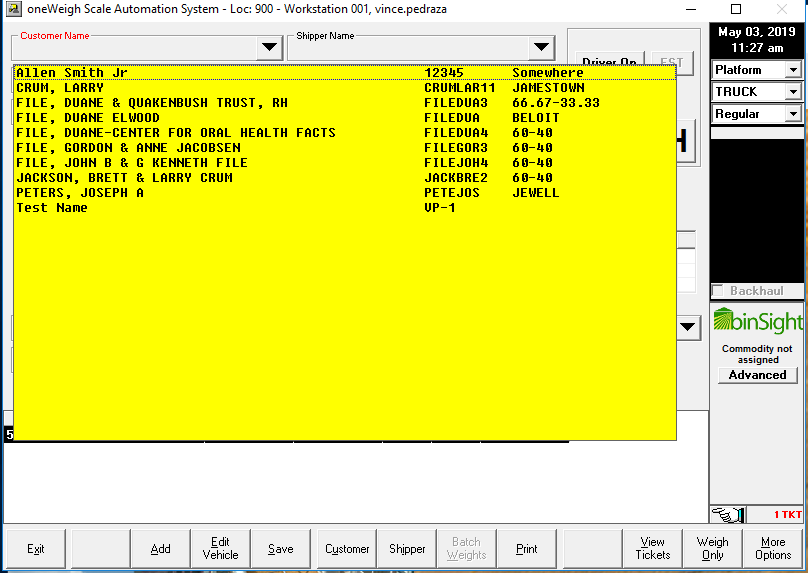 oneWeigh Scale Automation System - Loc: 900 - Workstation 001, vince.pedraza
May 03, 2019
11:27 am
Customer Name
Shipper Name
Driver On
EST
Platform
TRUCK
Regular
Allen Smith Jr 12345 Somewhere
CRUM, LARRY CRUMLAR11 JAMESTOWN
FILE, DUANE & QUAKENBUSH TRUST, RH FILEDUA3 66.67-33.33
FILE, DUANE ELWOOD FILEDUA BELOIT
FILE, DUANE-CENTER FOR ORAL HEALTH FACTS FILEDUA4 60-40
FILE, GORDON & ANNE JACOBSEN FILEGOR3 60-40
FILE, JOHN B & G KENNETH FILE FILEJOH4 60-40
JACKSON, BRETT & LARRY CRUM JACKBRE2 60-40
PETERS, JOSEPH A PETEJOS JEWELL
Test Name VP-1
H
Backhaul
binSight
Commodity not
assigned
Advanced
5
1 TKT
Exit
Add
Edit
Vehicle
Save
Customer
Shipper
Batch
Weights
Print
View
Tickets
Weigh
Only
More
Options